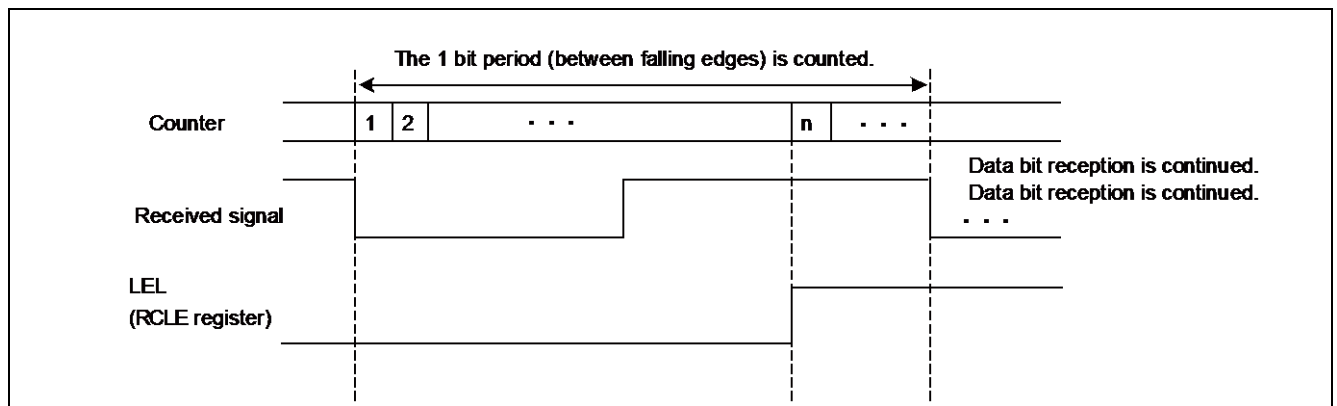 The 1 bit period (between falling edges) is counted.
Counter 1 2 · · · n · · ·
Data bit reception is continued.
Data bit reception is continued.
Received signal · · ·
LEL
(RCLE register)